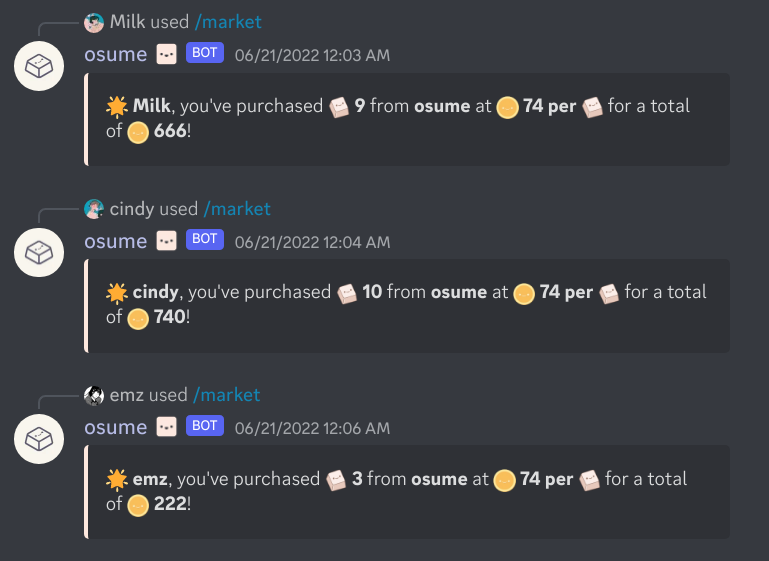 Milk used /market
osume BOT 06/21/2022 12:03 AM
Milk, you've purchased 9 from osume at 74 per for a total
of 666!
cindy used /market
osume BOT 06/21/2022 12:04 AM
cindy, you've purchased 10 from osume at 74 per for a total
of 740!
emz used /market
osume BOT 06/21/2022 12:06 AM
emz, you've purchased 3 from osume at 74 per for a total
of 222!